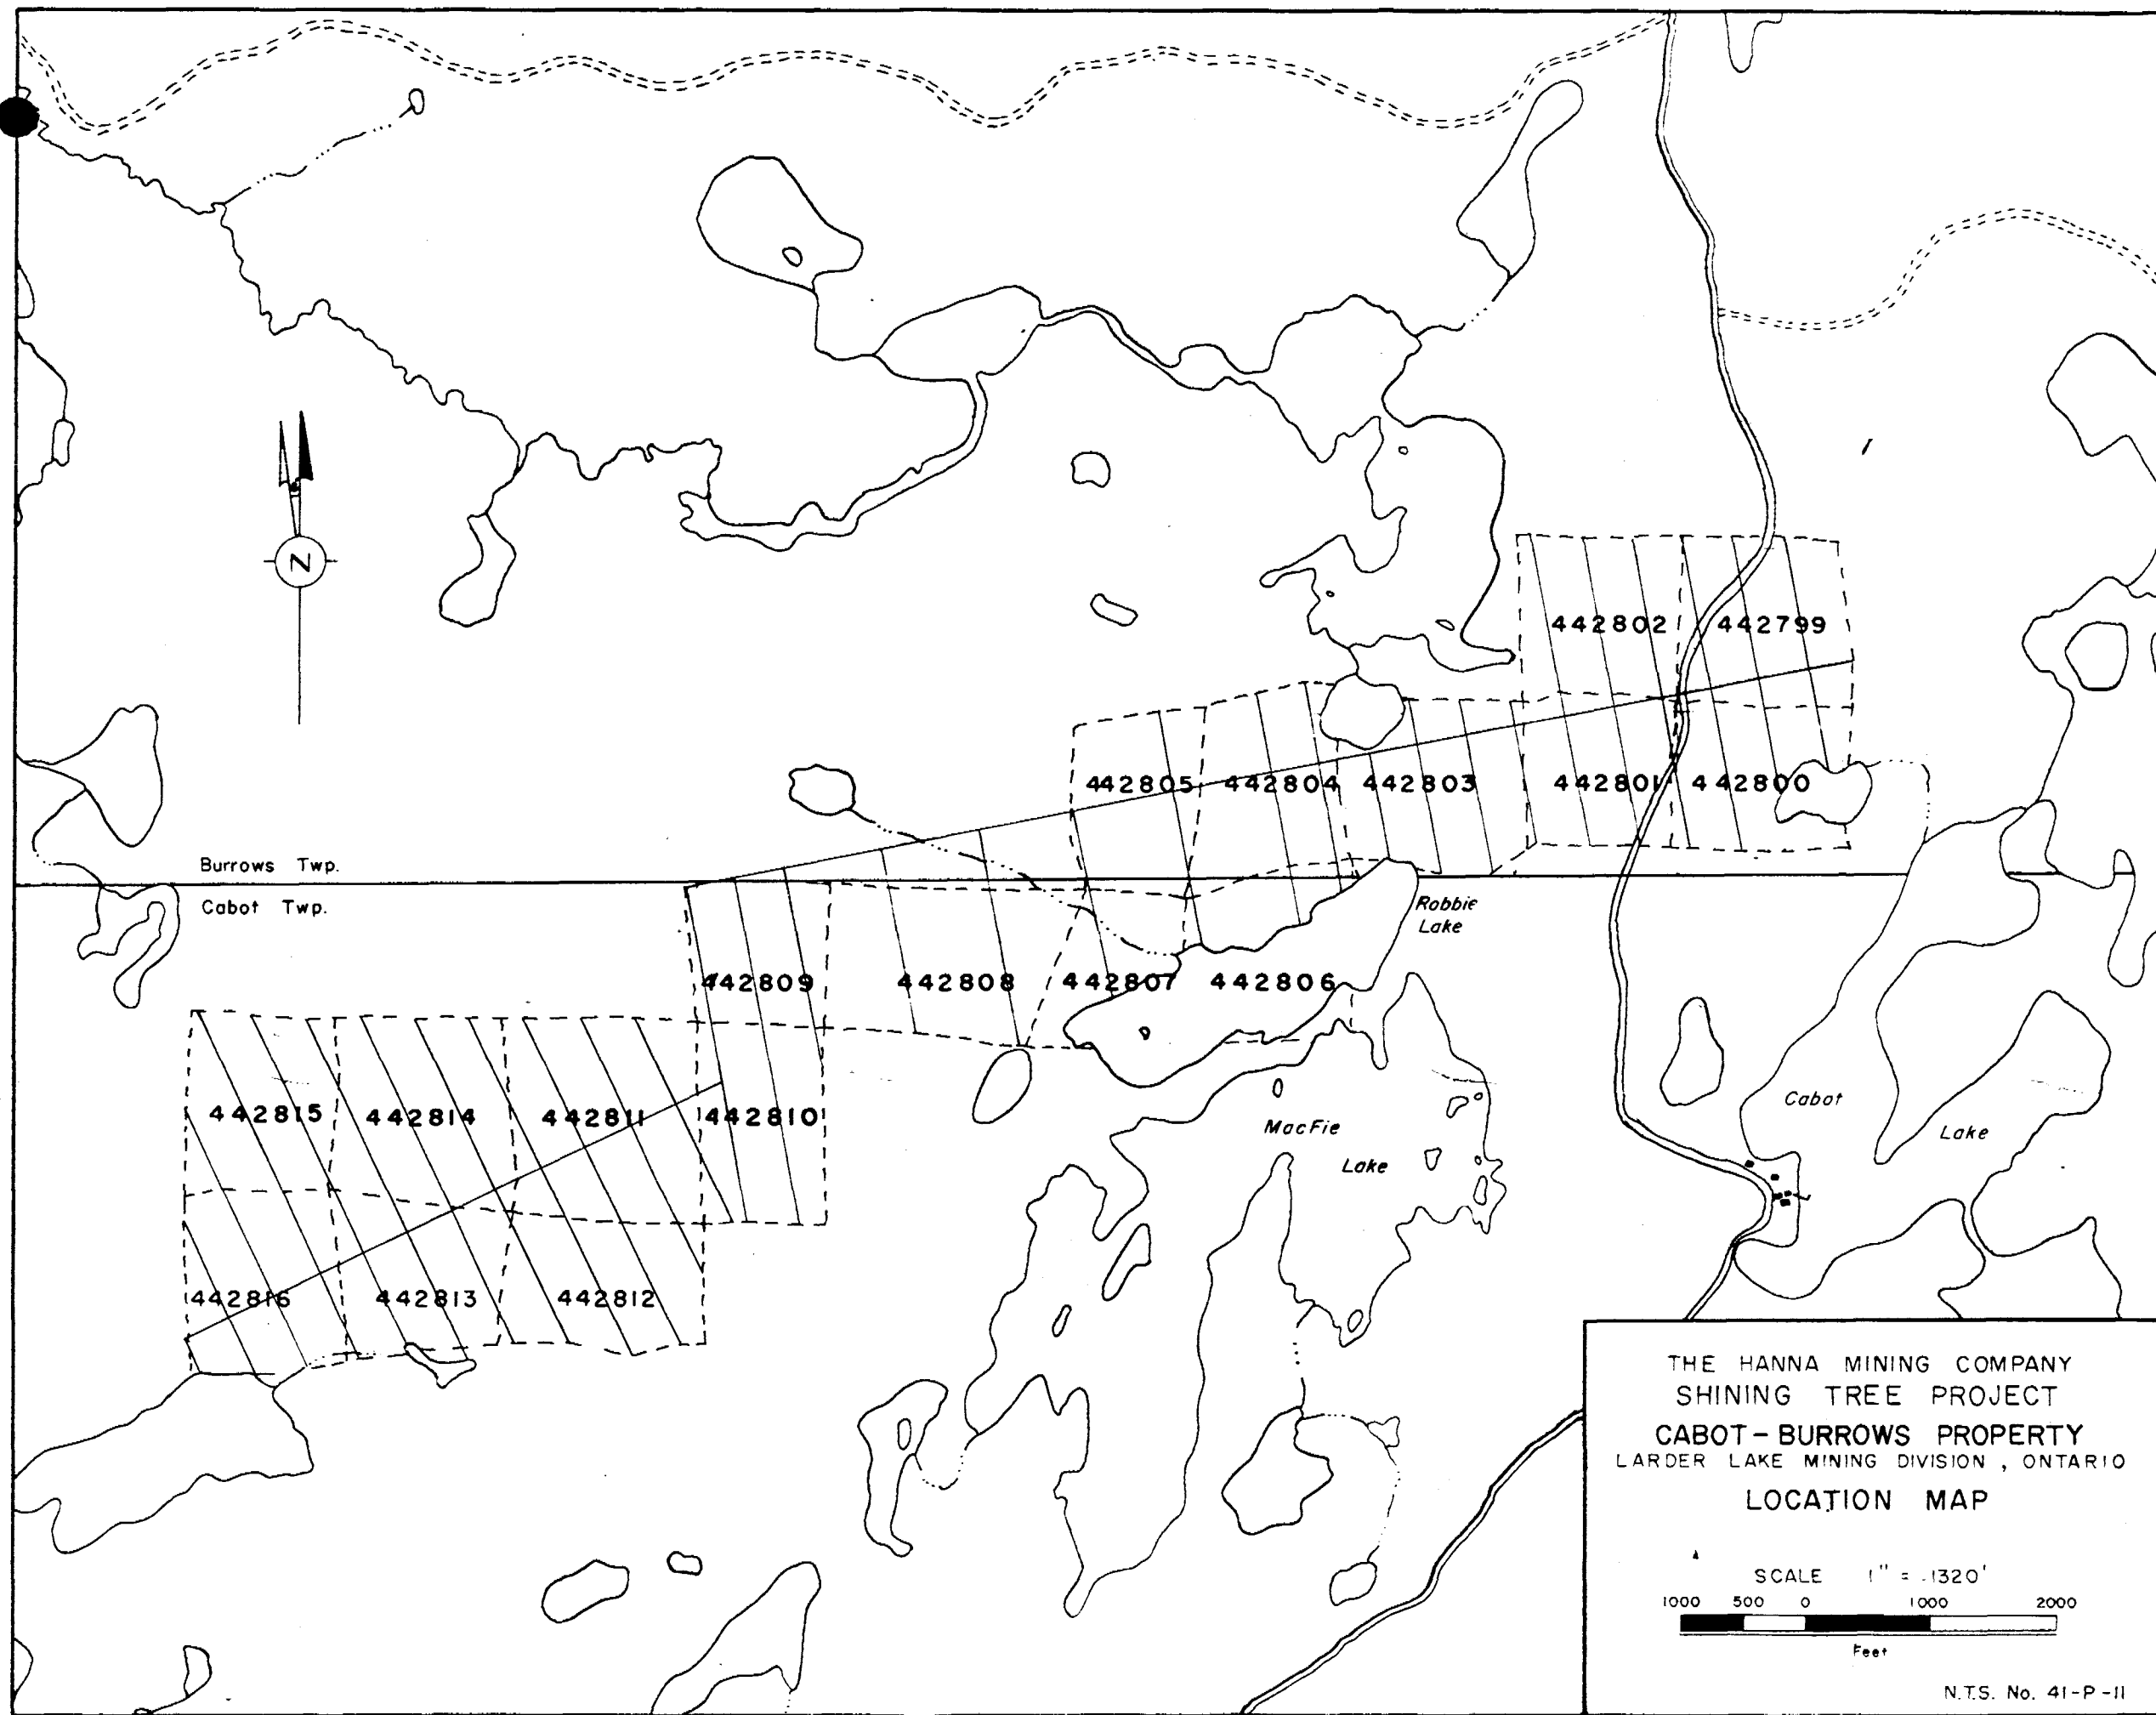 N
442802 442799
442805 442804 442803 442801 442800
Burrows Twp.
Cabot Twp.
Robbie
Lake
442809 442808 442807 442806
442815 442814 442811 442810
MacFie
Lake
Cabot
Lake
442816 442813 442812
THE HANNA MINING COMPANY
SHINING TREE PROJECT
CABOT-BURROWS PROPERTY
LARDER LAKE MINING DIVISION, ONTARIO
LOCATION MAP
SCALE 1" = 1320'
1000 500 0 1000 2000
Feet
N.T.S. No. 41-P-11